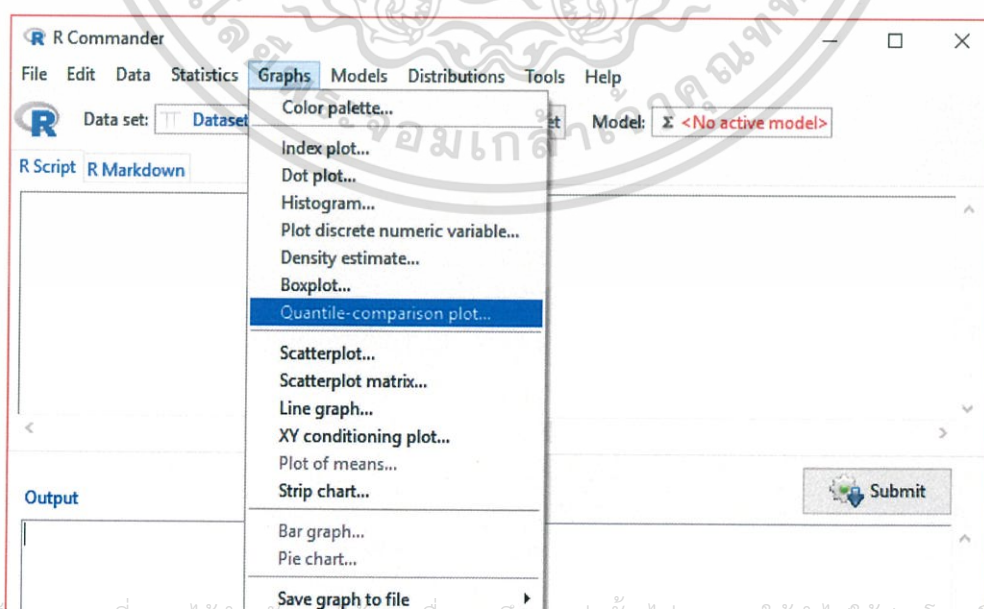 R R Commander
File Edit Data Statistics Graphs Models Distributions Tools Help
R Data set: Dataset et Model: Σ <No active model>
R Script R Markdown
Color palette...
Index plot...
Dot plot...
Histogram...
Plot discrete numeric variable...
Density estimate...
Boxplot...
Quantile-comparison plot...
Scatterplot...
Scatterplot matrix...
Line graph...
XY conditioning plot...
Plot of means...
Strip chart...
Bar graph...
Pie chart...
Save graph to file
Output
Submit